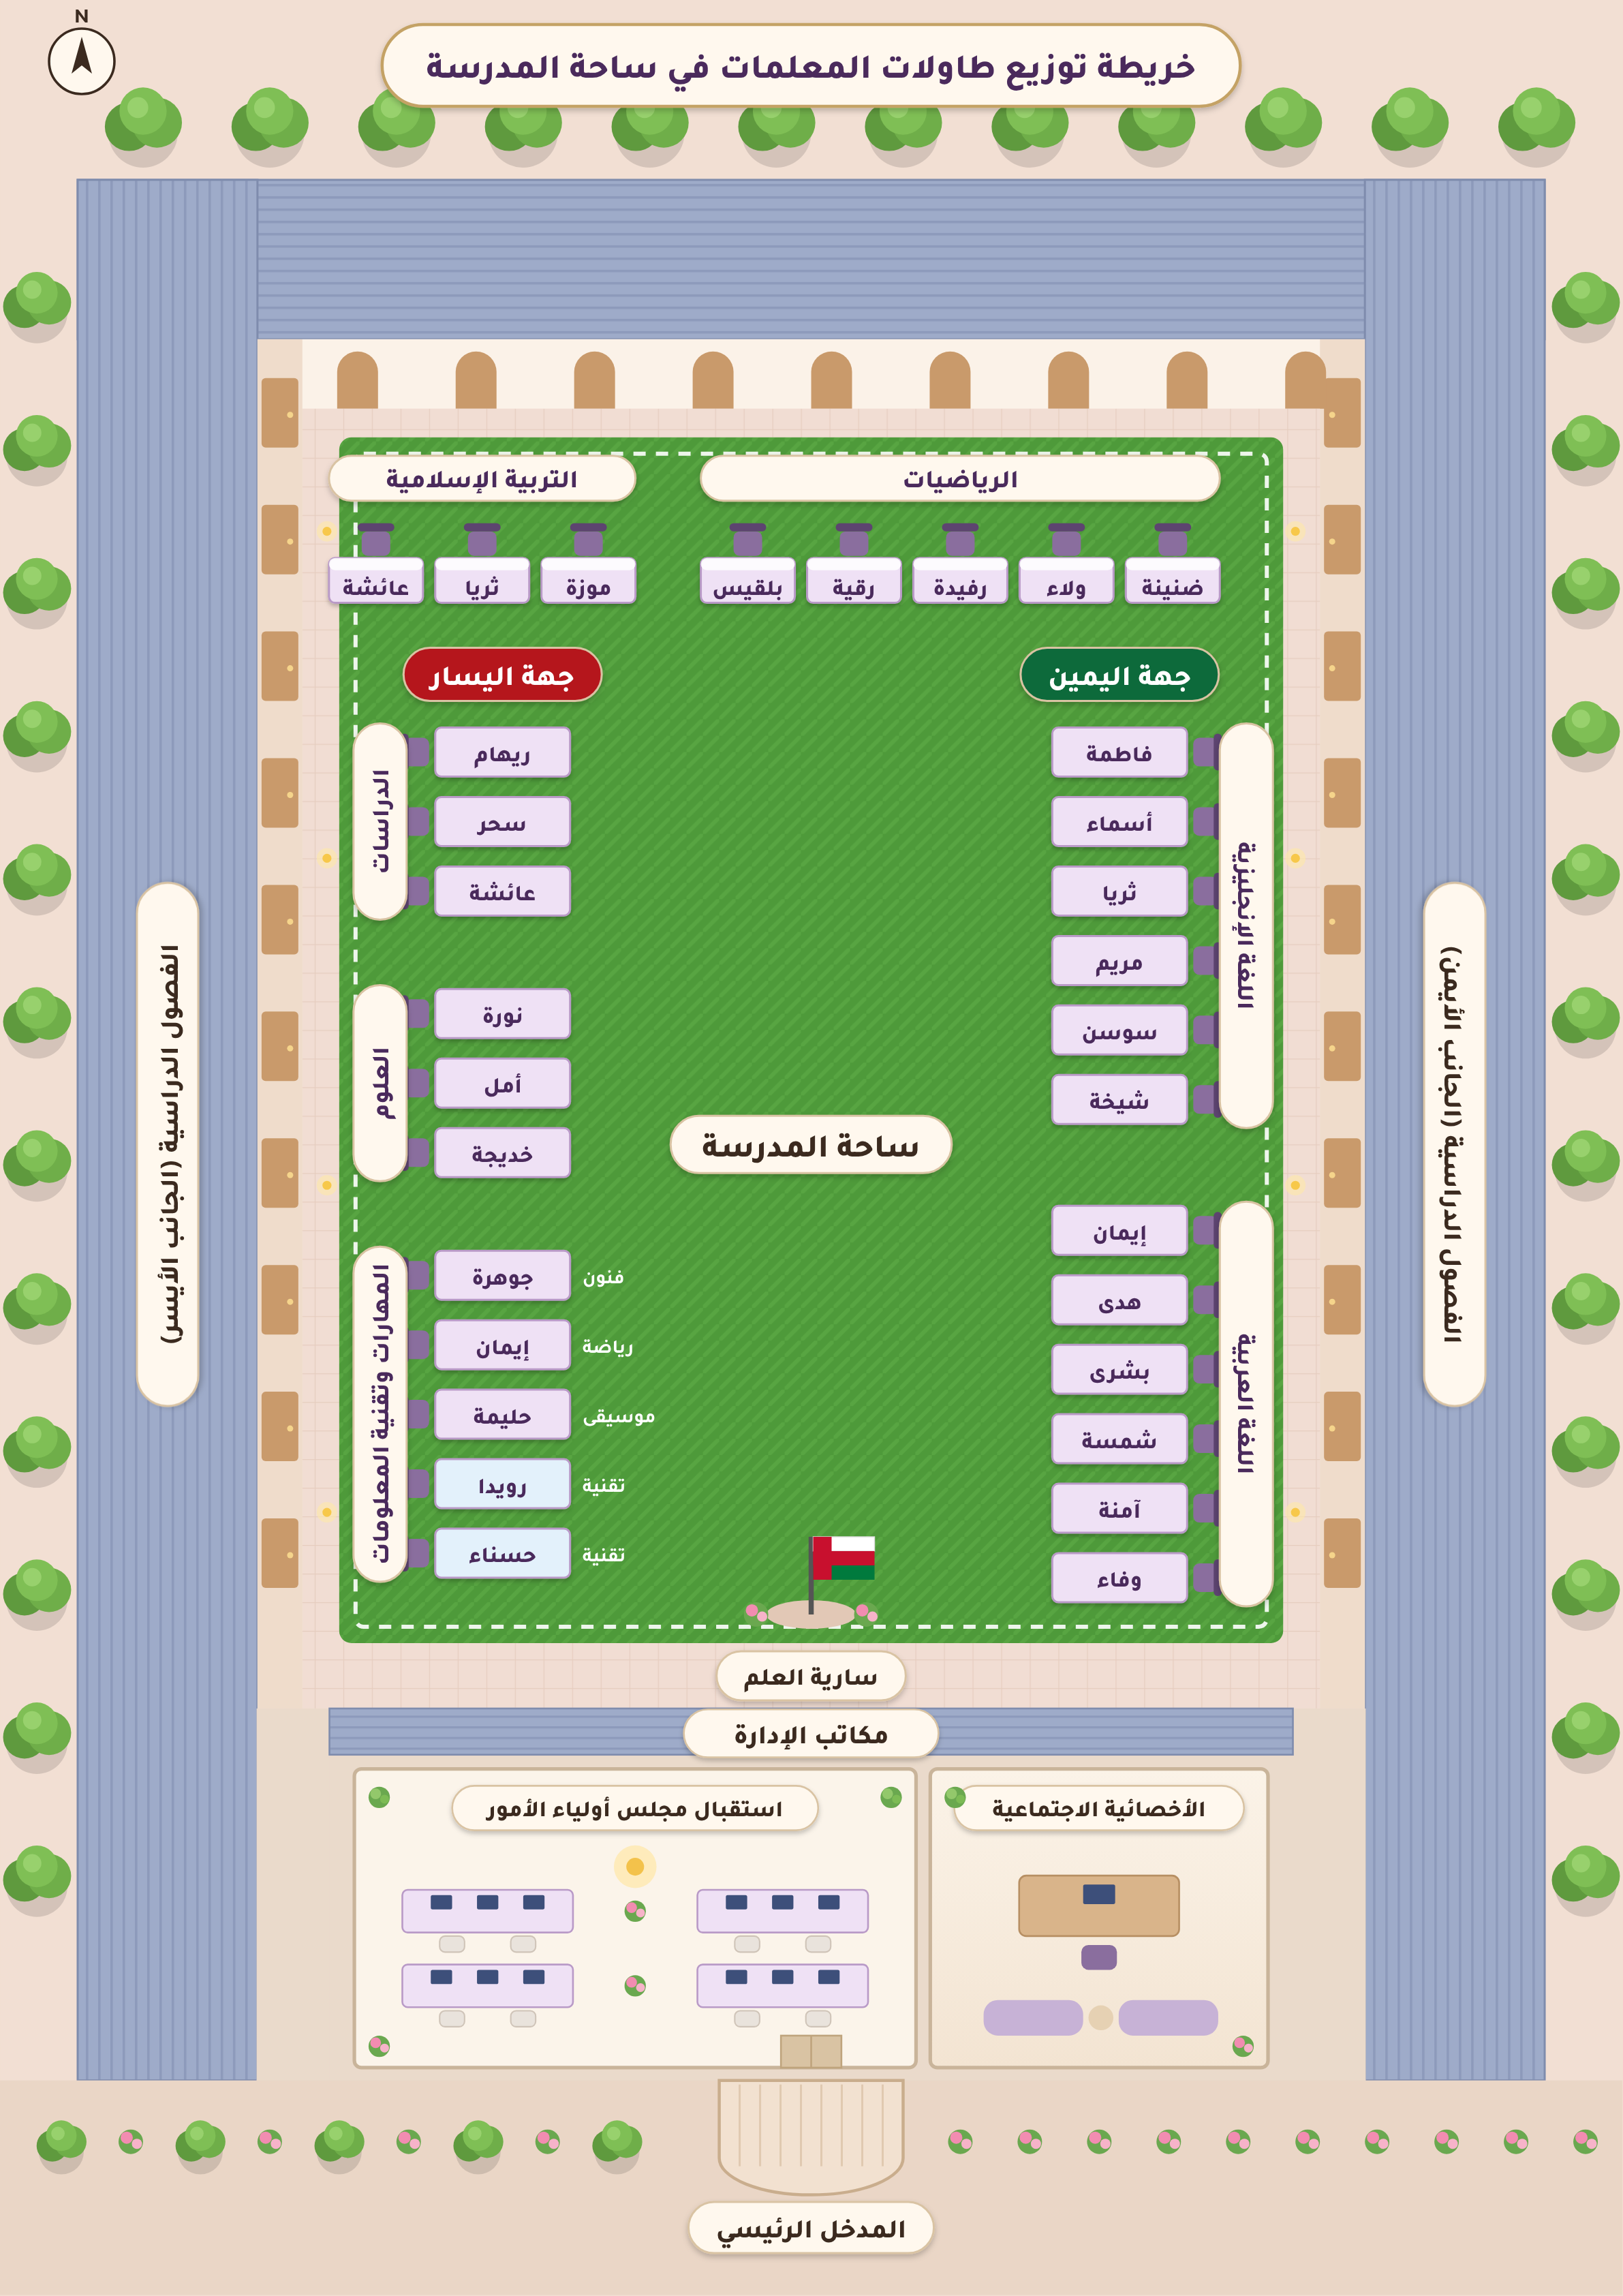 N
خريطة توزيع طاولات المعلمات في ساحة المدرسة
الرياضيات
التربية الإسلامية
ضنينة
ولاء
رفيدة
رقية
بلقيس
موزة
ثريا
عائشة
جهة اليمين
جهة اليسار
اللغة الإنجليزية
فاطمة
أسماء
ثريا
مريم
سوسن
شيخة
اللغة العربية
إيمان
هدى
بشرى
شمسة
آمنة
وفاء
الدراسات
ريهام
سحر
عائشة
العلوم
نورة
أمل
خديجة
المهارات وتقنية المعلومات
فنون جوهرة
رياضة إيمان
موسيقى حليمة
تقنية رويدا
تقنية حسناء
ساحة المدرسة
الفصول الدراسية (الجانب الأيمن)
الفصول الدراسية (الجانب الأيسر)
سارية العلم
مكاتب الإدارة
الأخصائية الاجتماعية
استقبال مجلس أولياء الأمور
المدخل الرئيسي